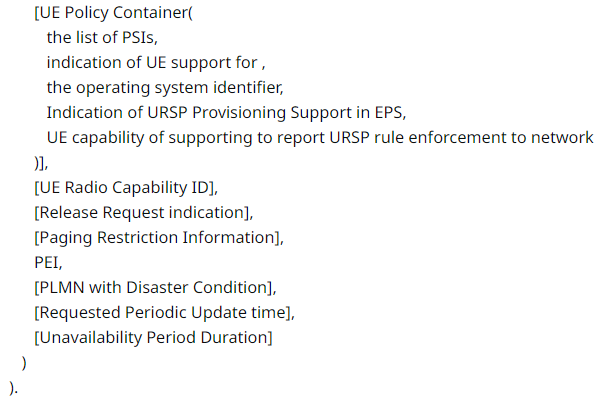 [UE Policy Container(
the list of PSIs,
indication of UE support for ,
the operating system identifier,
Indication of URSP Provisioning Support in EPS,
UE capability of supporting to report URSP rule enforcement to network
)],
[UE Radio Capability ID],
[Release Request indication],
[Paging Restriction Information],
PEI,
[PLMN with Disaster Condition],
[Requested Periodic Update time],
[Unavailability Period Duration]
)
).